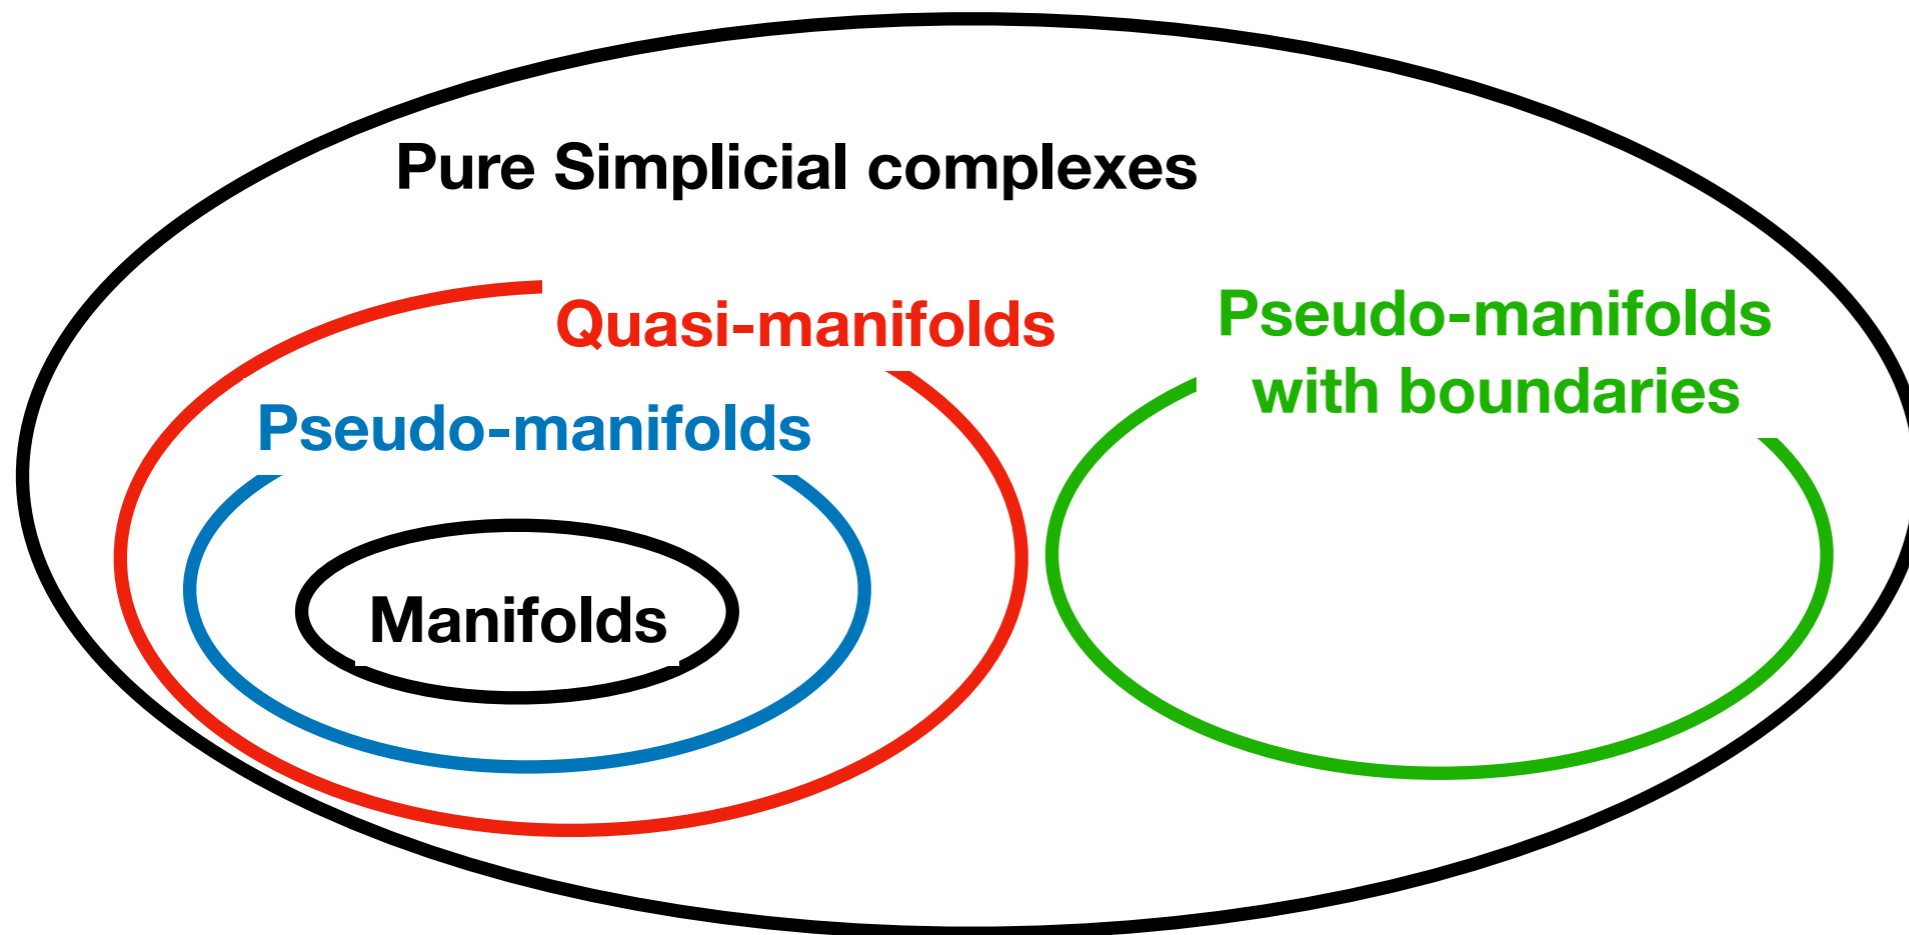 Pure Simplicial complexes
Quasi-manifolds
Pseudo-manifolds
with boundaries
Pseudo-manifolds
Manifolds